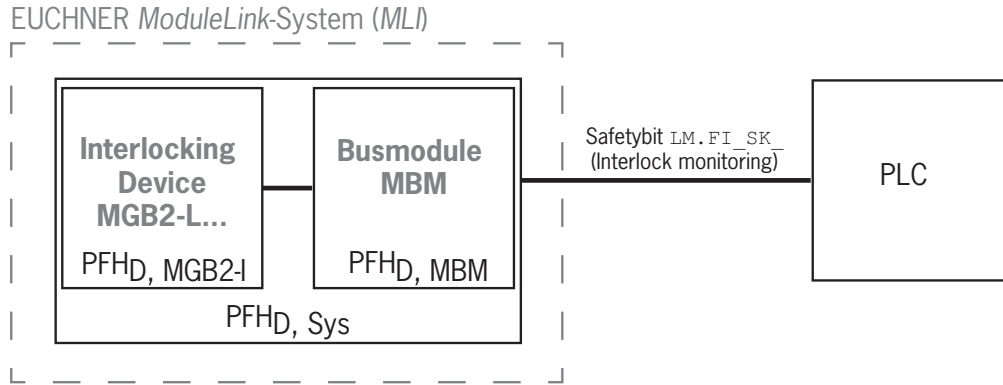 EUCHNER ModuleLink-System (MLI)
Interlocking
Device
MGB2-L...
PFHD, MGB2-I
Busmodule
MBM
PFHD, MBM
PFHD, Sys
Safetybit LM.FI_SK_
(Interlock monitoring)
PLC